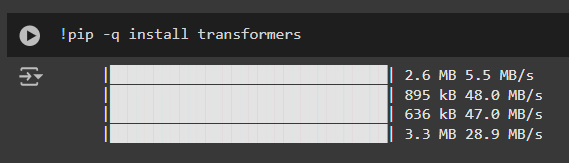 !pip -q install transformers
|████████████████████████████████| 2.6 MB 5.5 MB/s
|████████████████████████████████| 895 kB 48.0 MB/s
|████████████████████████████████| 636 kB 47.0 MB/s
|████████████████████████████████| 3.3 MB 28.9 MB/s